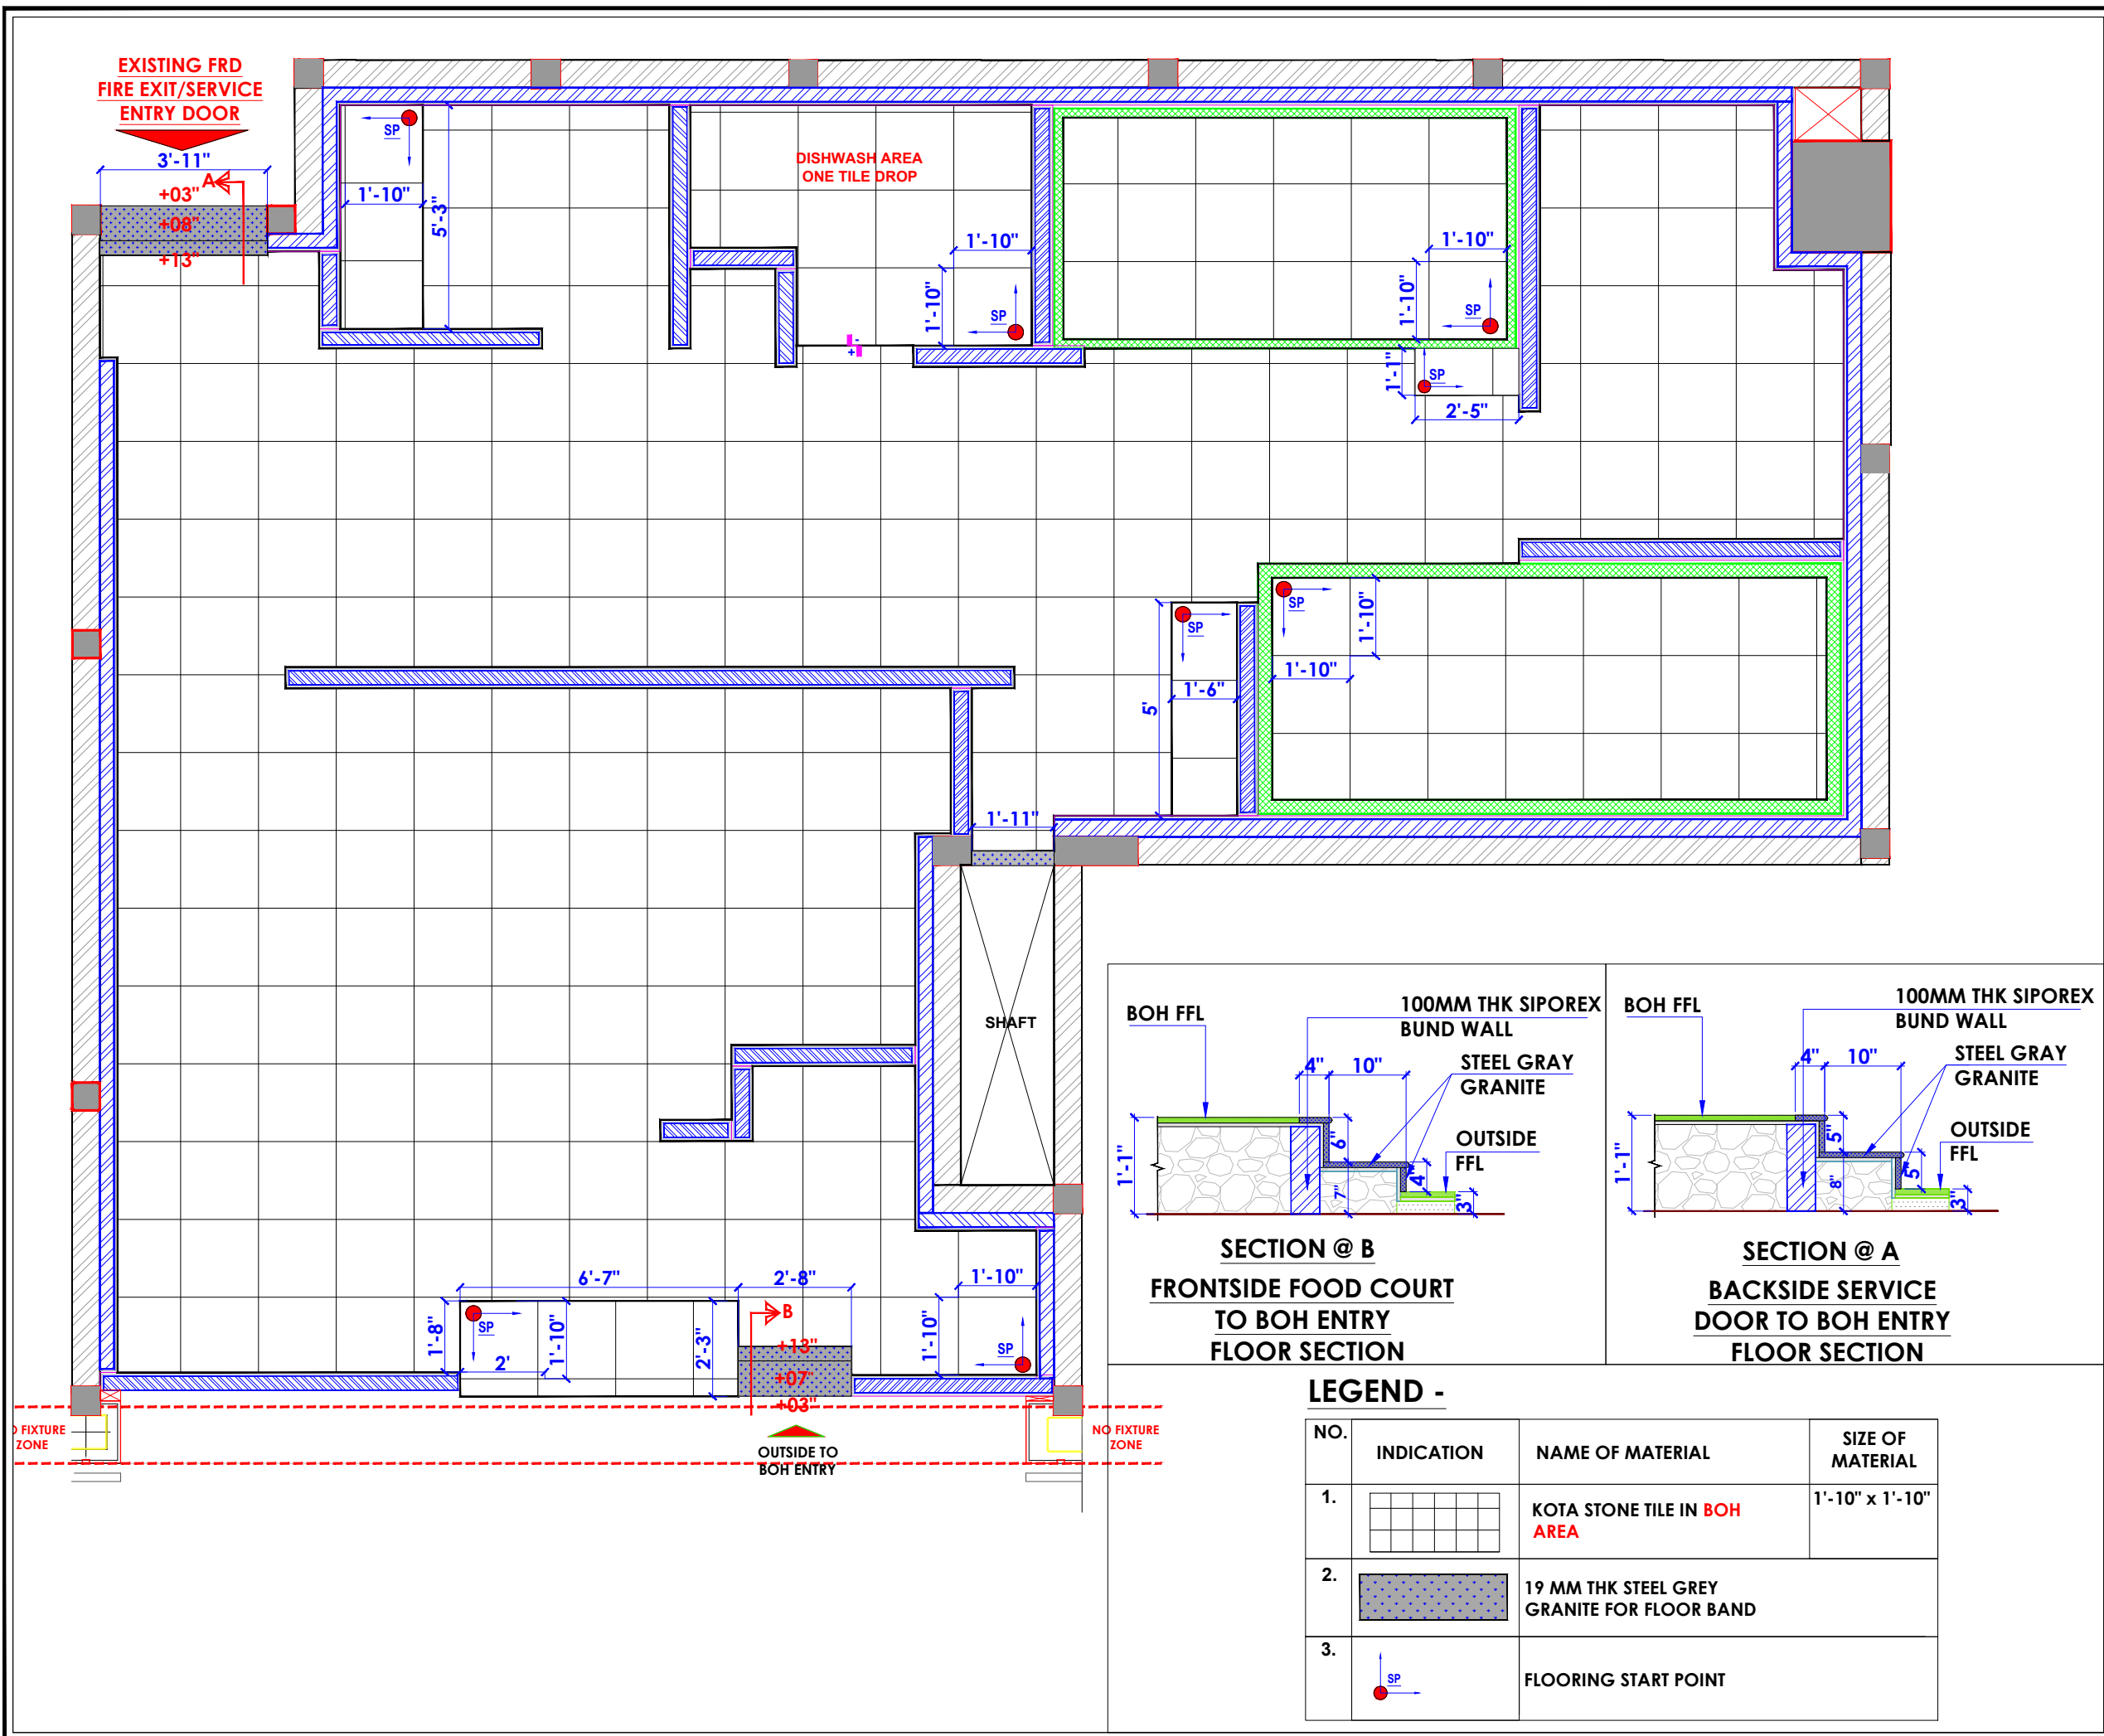 EXISTING FRD
FIRE EXIT/SERVICE
ENTRY DOOR
3'-11"
A
+03"
+08"
+13"
SP
1'-10"
5'-3"
DISHWASH AREA
ONE TILE DROP
1'-10"
1'-10"
SP
-
+
1'-10"
1'-10"
SP
1'-1"
SP
2'-5"
SP
1'-10"
1'-10"
SP
1'-6"
5'
1'-11"
SHAFT
6'-7"
2'-8"
1'-10"
1'-8"
SP
2'
1'-10"
2'-3"
B
+13"
+07"
+03"
1'-10"
SP
NO FIXTURE
ZONE
OUTSIDE TO
BOH ENTRY
O FIXTURE
ZONE
BOH FFL
100MM THK SIPOREX
BUND WALL
4"
10"
STEEL GRAY
GRANITE
OUTSIDE
FFL
1'-1"
6"
7"
4"
3"
SECTION @ B
FRONTSIDE FOOD COURT
TO BOH ENTRY
FLOOR SECTION
BOH FFL
100MM THK SIPOREX
BUND WALL
4"
10"
STEEL GRAY
GRANITE
OUTSIDE
FFL
1'-1"
5"
8"
5"
3"
SECTION @ A
BACKSIDE SERVICE
DOOR TO BOH ENTRY
FLOOR SECTION
LEGEND -
NO.
INDICATION
NAME OF MATERIAL
SIZE OF
MATERIAL
1.
KOTA STONE TILE IN BOH
AREA
1'-10" x 1'-10"
2.
19 MM THK STEEL GREY
GRANITE FOR FLOOR BAND
3.
SP
FLOORING START POINT